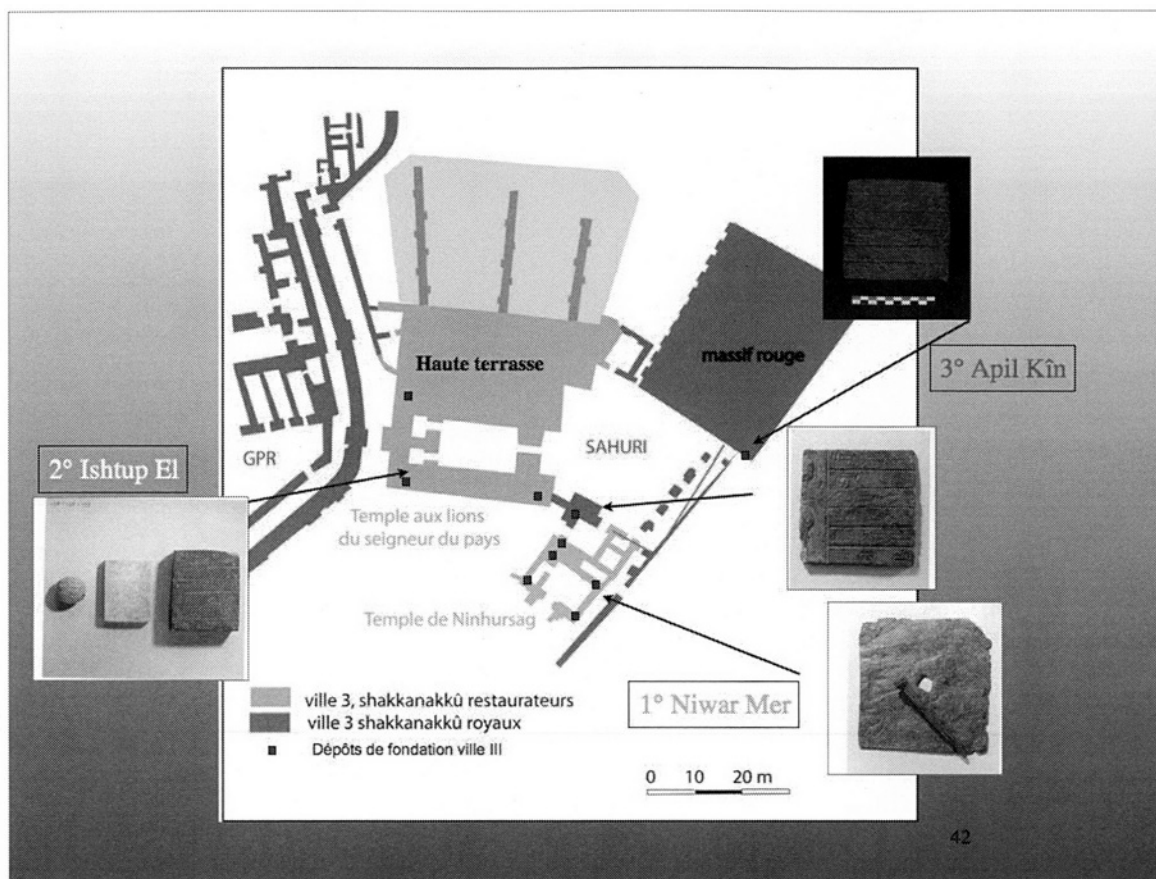 Haute terrasse
massif rouge
3° Apil Kîn
GPR
SAHURI
2° Ishtup El
Temple aux lions
du seigneur du pays
Temple de Ninhursag
1° Niwar Mer
ville 3, shakkanakkû restaurateurs
ville 3 shakkanakkû royaux
Dépôts de fondation ville III
0 10 20 m
42